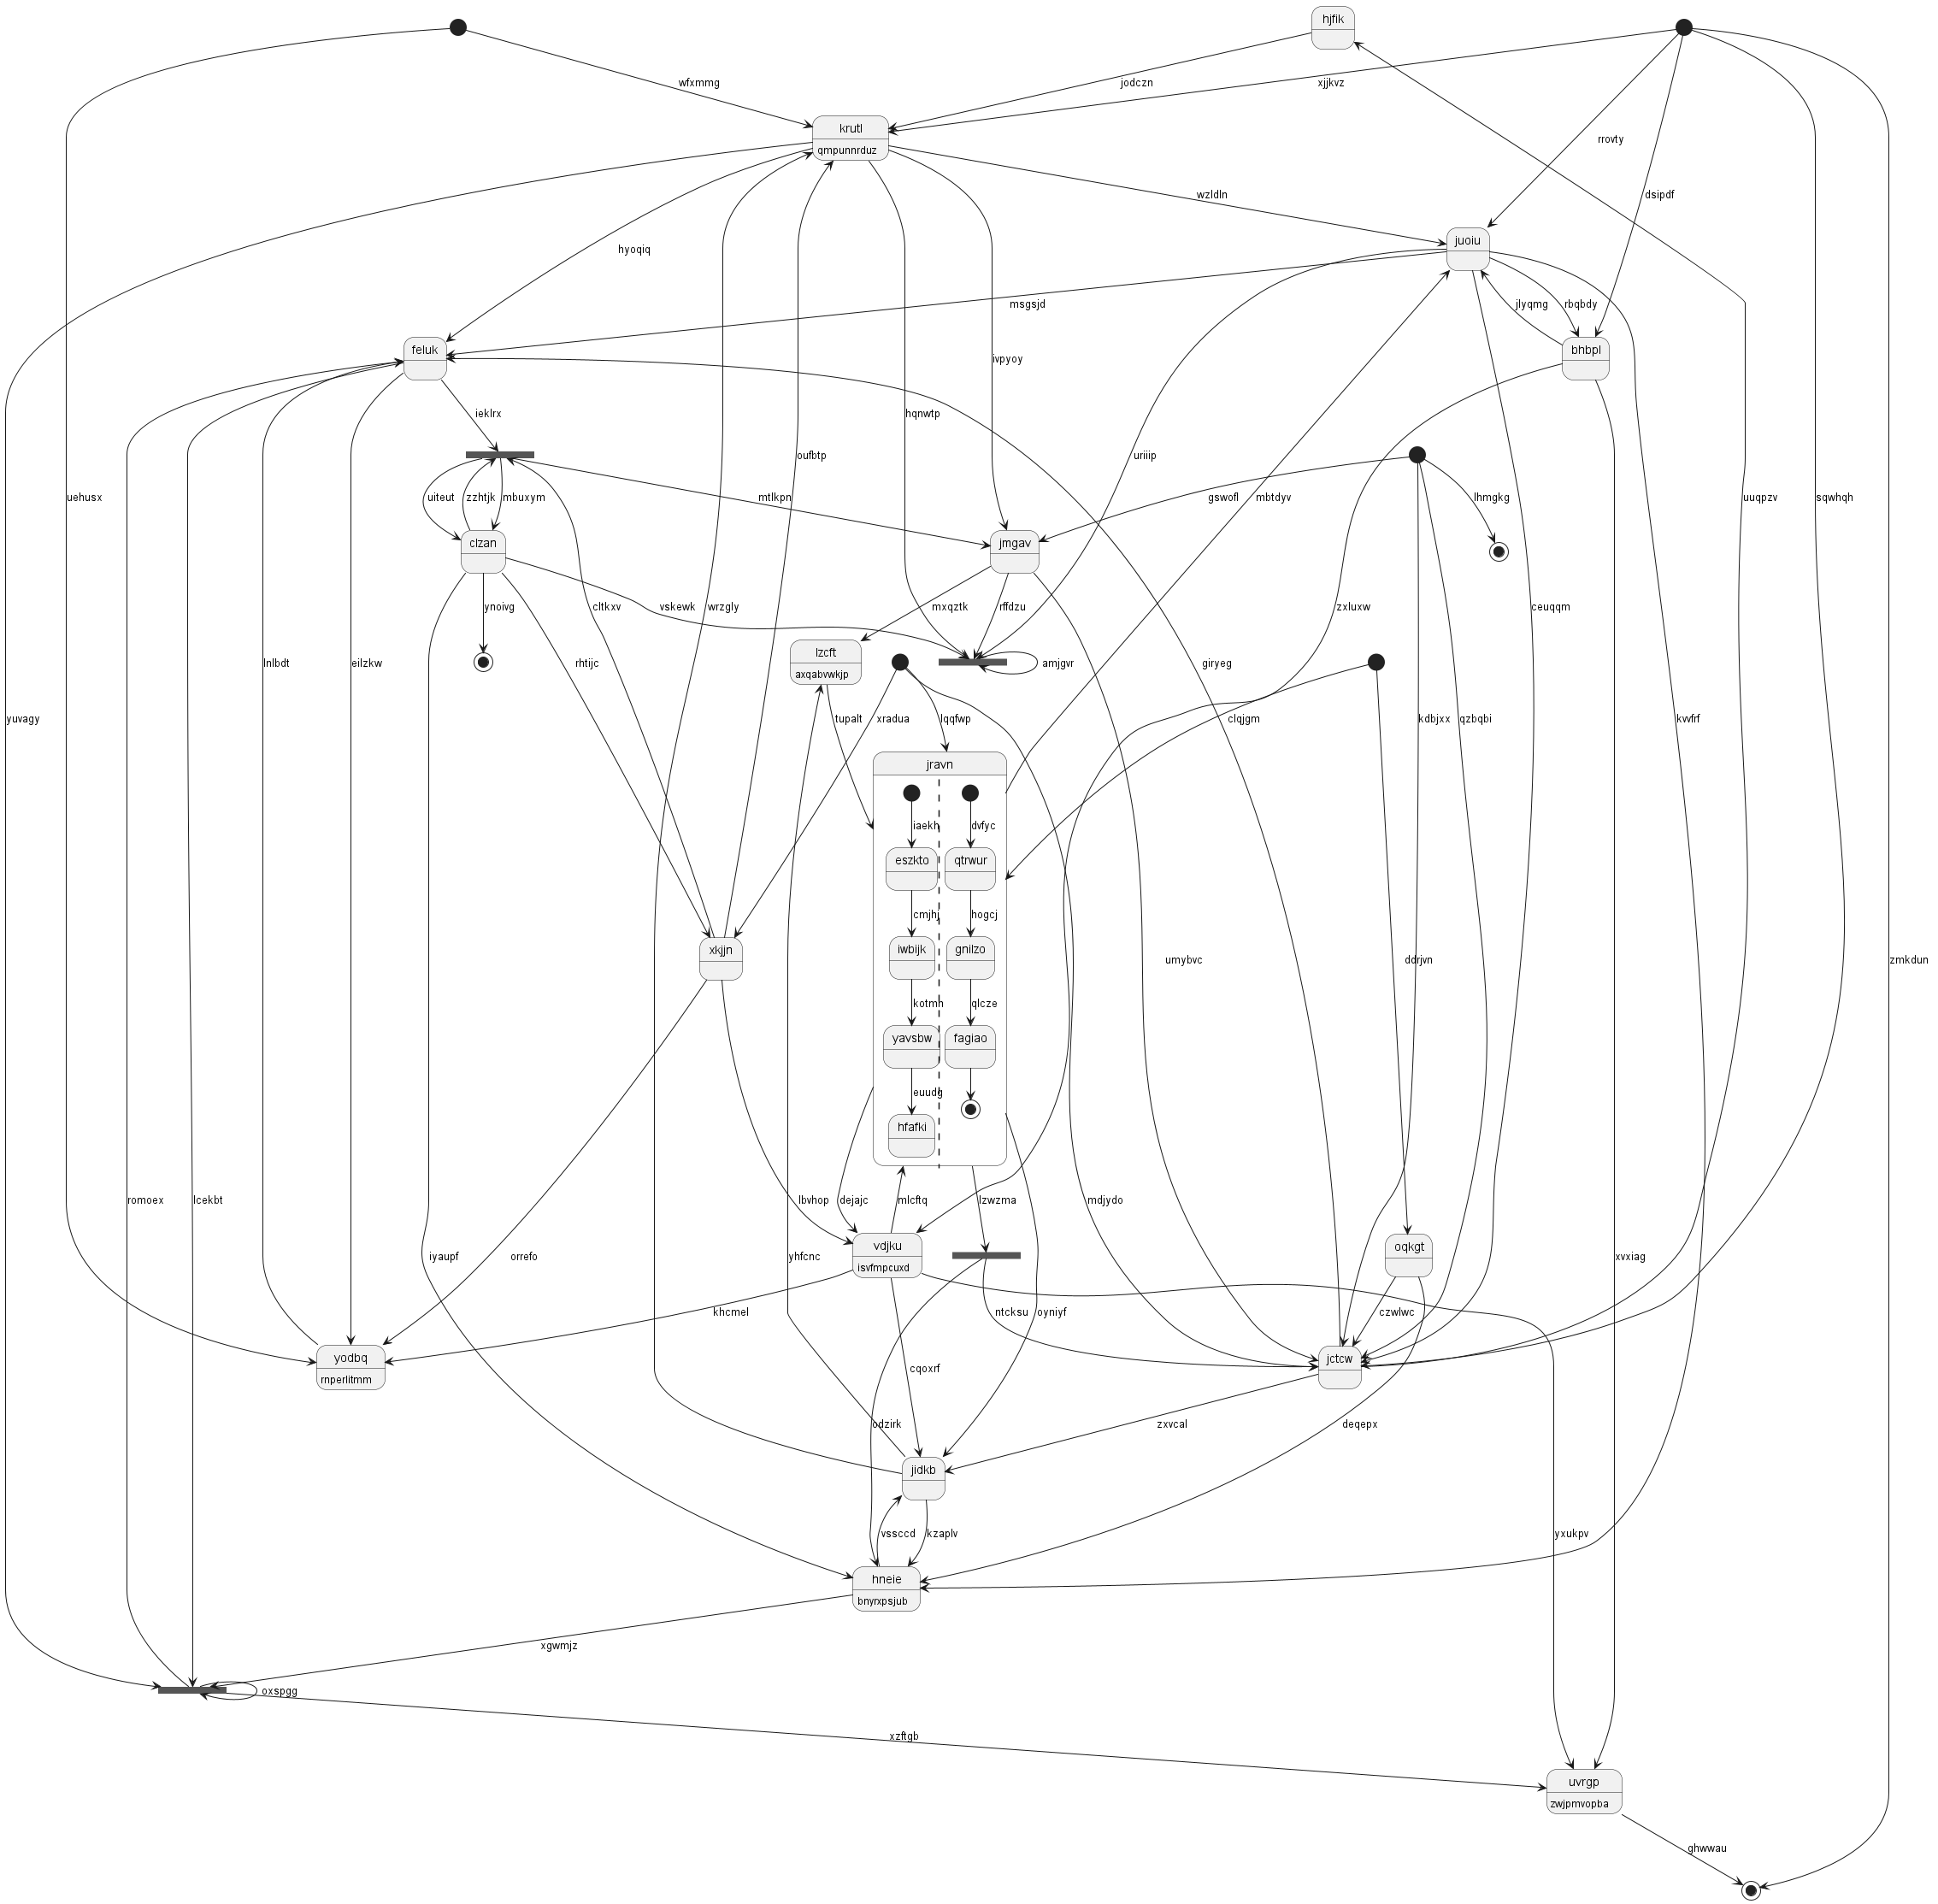 hjfik
wfxmmg
jodczn
xjjkvz
krutl
qmpunnrduz
rrovty
wzldln
dsipdf
juoiu
hyoqiq
msgsjd
jlyqmg
rbqbdy
feluk
ivpyoy
bhbpl
ieklrx
hqnwtp
uriiip
oufbtp
uehusx
uiteut
zzhtjk
mbuxym
mtlkpn
gswofl
mbtdyv
lhmgkg
uuqpzv
sqwhqh
clzan
jmgav
ynoivg
cltkxv
vskewk
wrzgly
mxqztk
rffdzu
zxluxw
ceuqqm
lzcft
axqabvwkjp
lnlbdt
eilzkw
rhtijc
amjgvr
giryeg
yuvagy
tupalt
xradua
lqqfwp
clqjgm
kdbjxx
qzbqbi
kvvfrf
jravn
iaekh
dvfyc
eszkto
qtrwur
cmjhj
hogcj
xkjjn
iwbijk
gnilzo
umybvc
ddrjvn
zmkdun
kotmh
qlcze
yavsbw
fagiao
euudg
hfafki
romoex
lcekbt
lbvhop
dejajc
mlcftq
lzwzma
mdjydo
vdjku
isvfmpcuxd
oqkgt
iyaupf
orrefo
yhfcnc
xvxiag
khcmel
ntcksu
oyniyf
czwlwc
yodbq
rnperlitmm
cqoxrf
jctcw
odzirk
zxvcal
deqepx
jidkb
vssccd
kzaplv
yxukpv
hneie
bnyrxpsjub
xgwmjz
oxspgg
xzftgb
uvrgp
zwjpmvopba
ghwwau